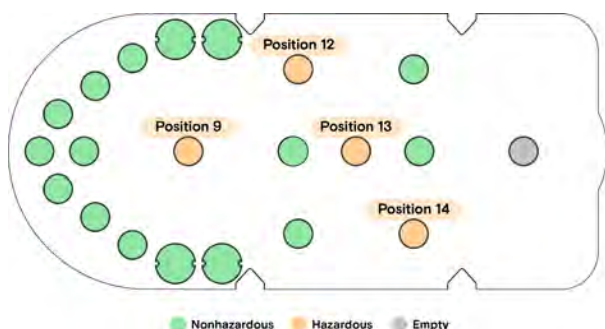 Position 12
Position 9
Position 13
Position 14
Nonhazardous Hazardous Empty